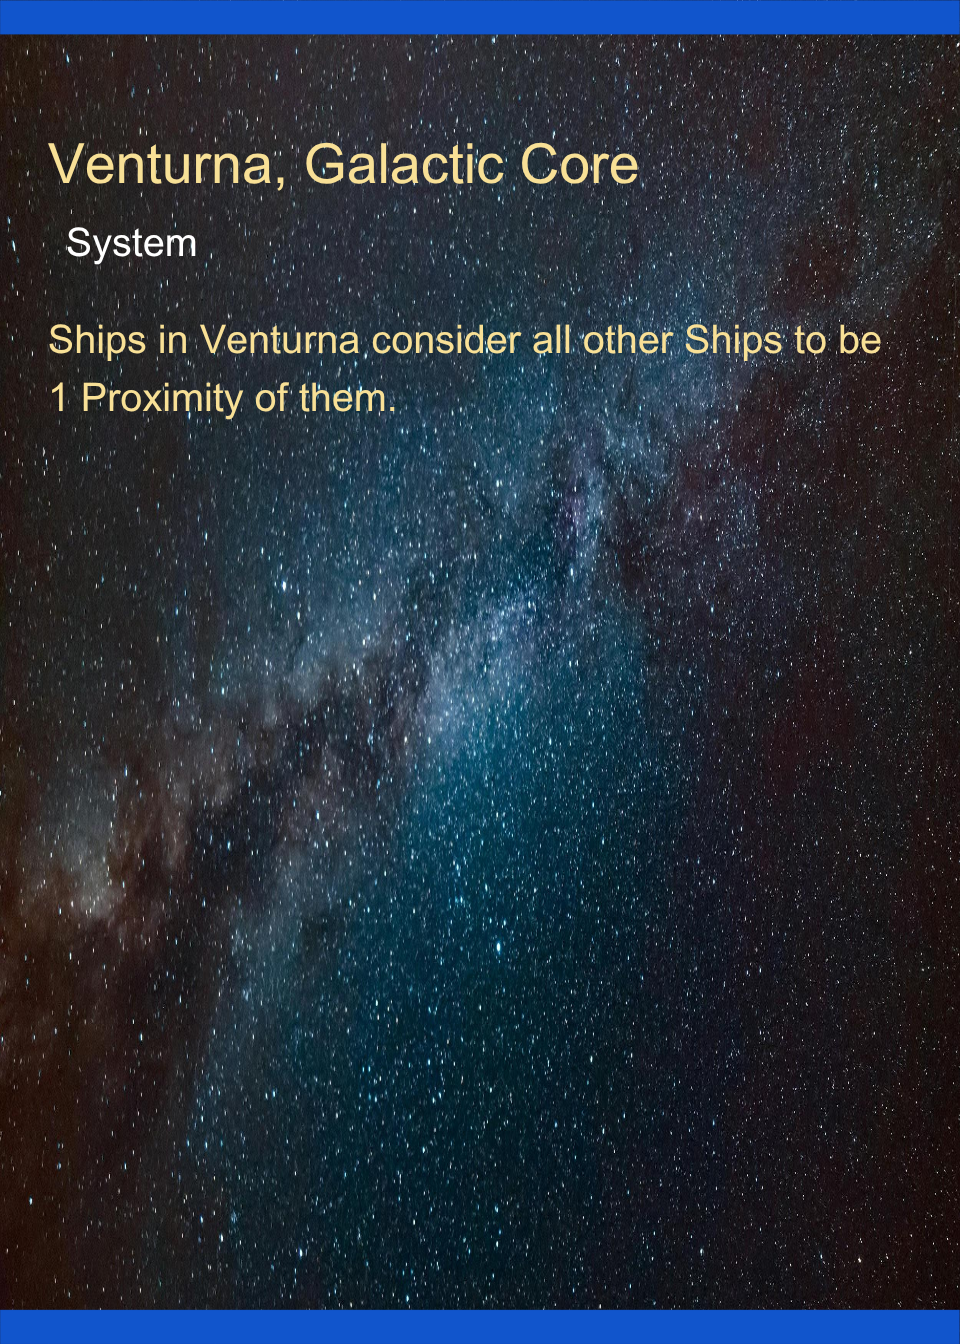 Venturna, Galactic Core
System
Ships in Venturna consider all other Ships to be
1 Proximity of them.